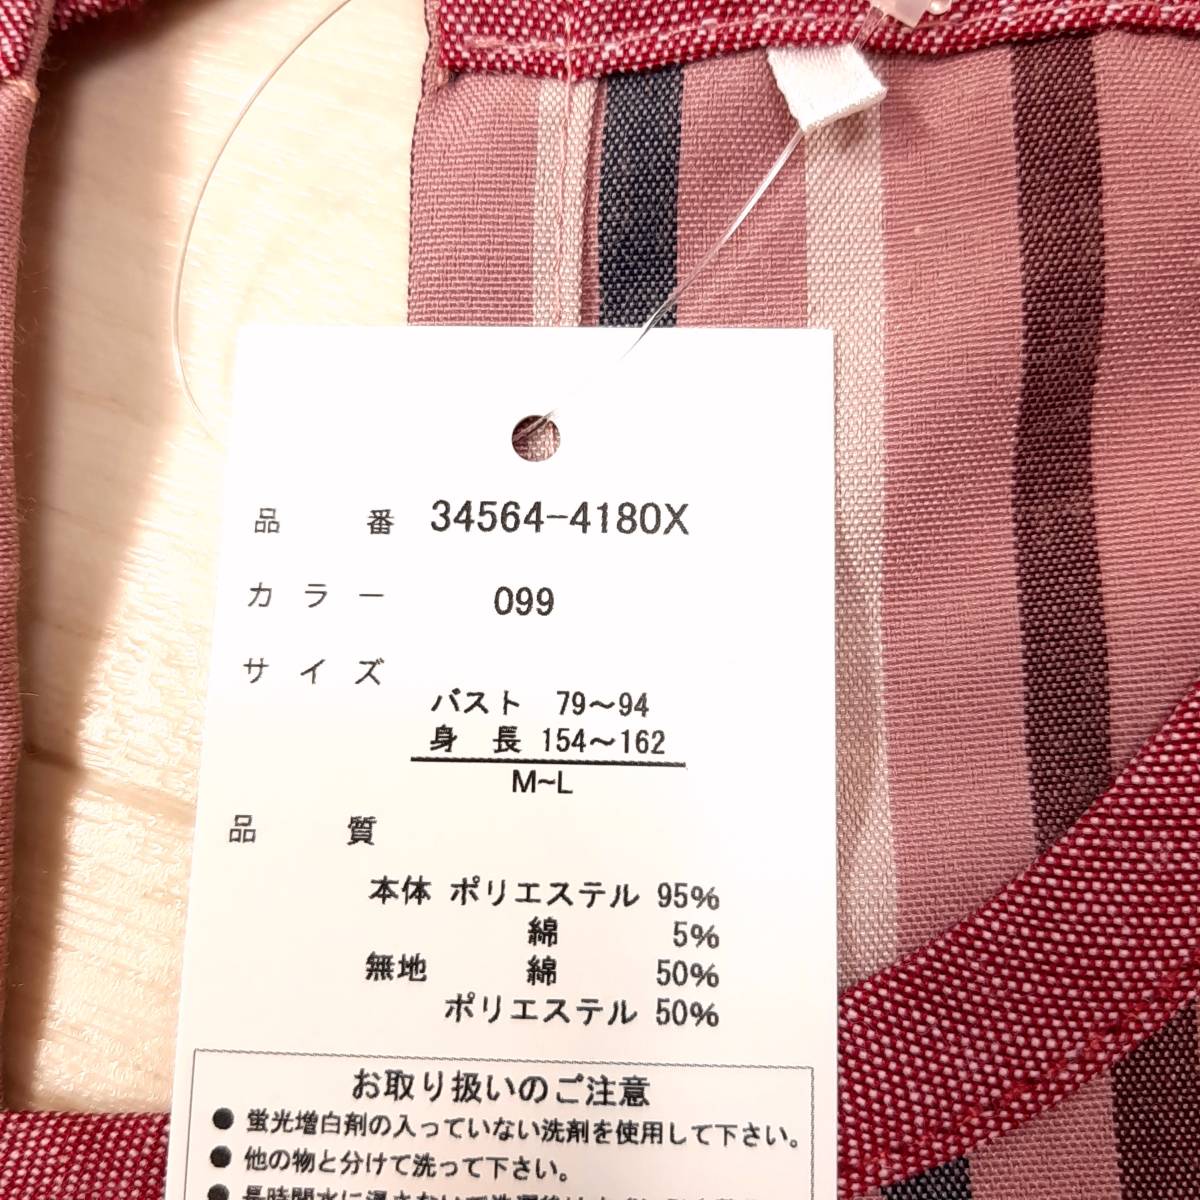 品番 34564-4180X
カラー 099
サイズ
バスト 79～94
身長 154～162
M~L
品質
本体 ポリエステル 95%
綿 5%
無地 綿 50%
ポリエステル 50%
お取り扱いのご注意
●蛍光増白剤の入っていない洗剤を使用して下さい。
●他の物と分けて洗って下さい。